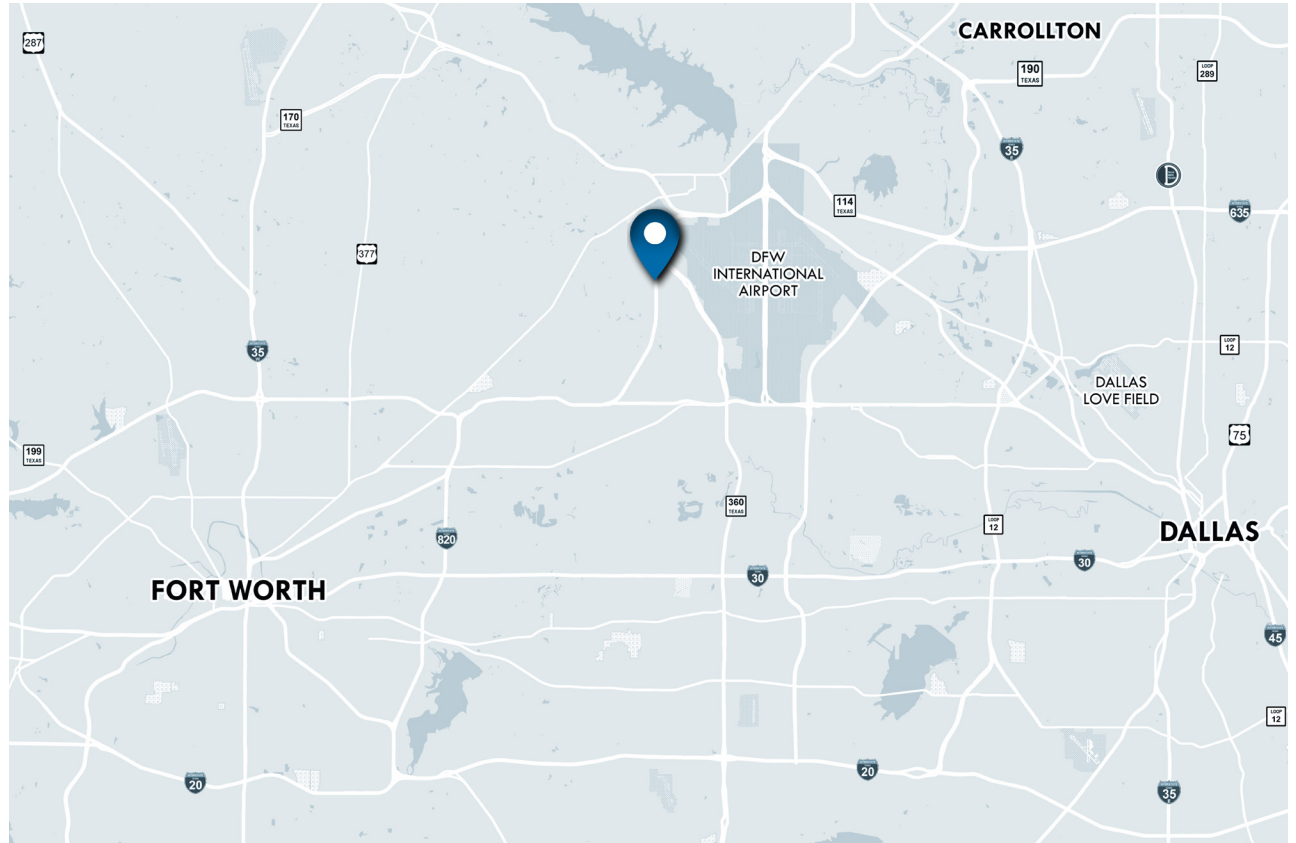 CARROLLTON
287
190
TEXAS
LOOP
289
170
TEXAS
35
D
114
TEXAS
635
377
DFW
INTERNATIONAL
AIRPORT
35
LOOP
12
DALLAS
LOVE FIELD
75
199
TEXAS
360
TEXAS
LOOP
12
820
DALLAS
30
30
FORT WORTH
45
LOOP
12
20
20
35